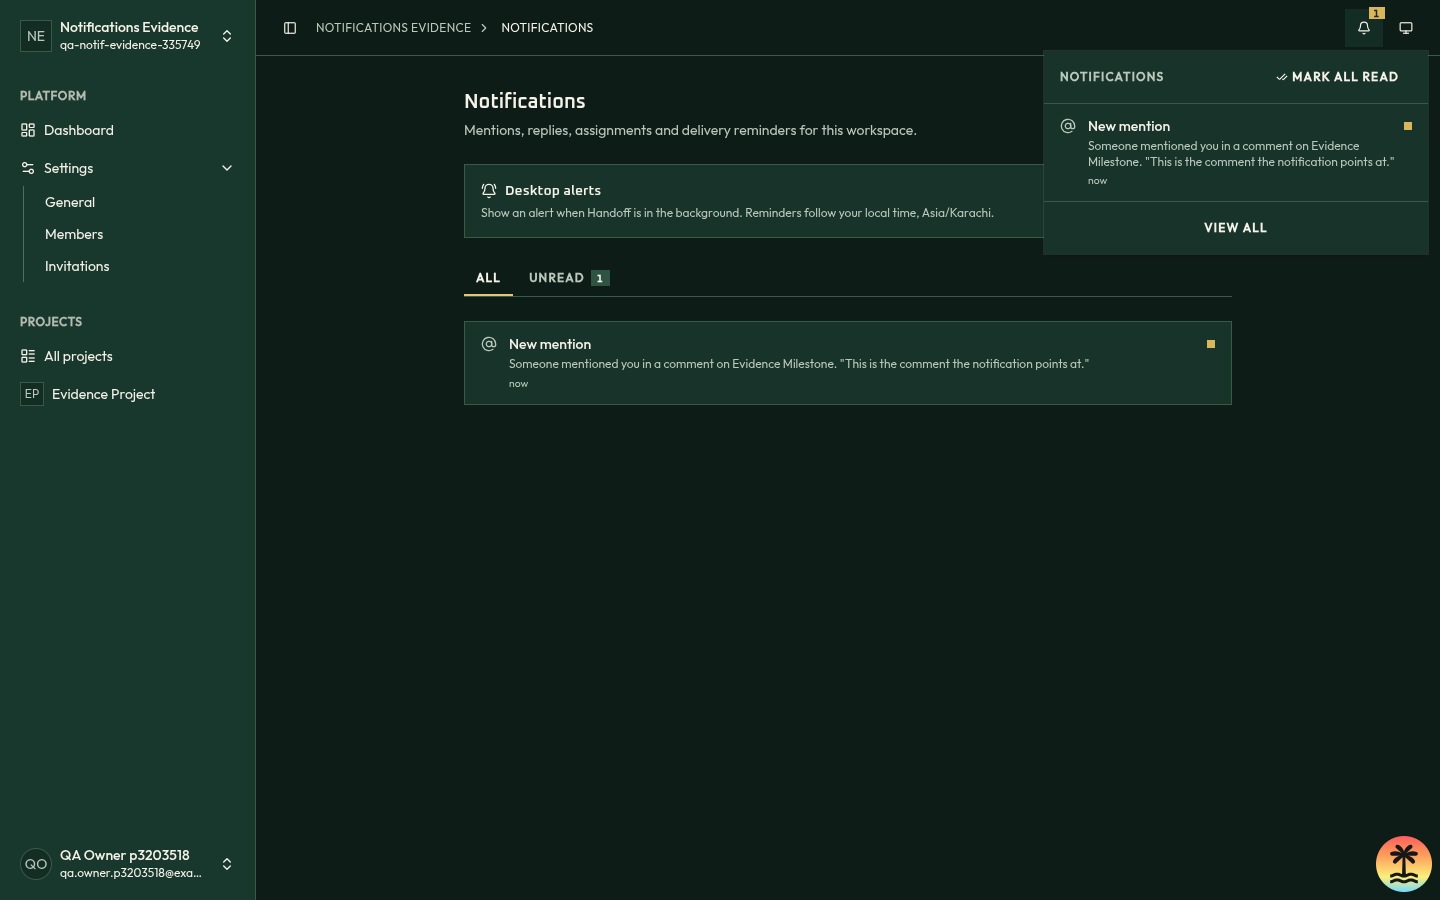 NE
Notifications Evidence
qa-notif-evidence-335749
PLATFORM
Dashboard
Settings
General
Members
Invitations
PROJECTS
All projects
EP Evidence Project
QO
QA Owner p3203518
qa.owner.p3203518@exa...
NOTIFICATIONS EVIDENCE > NOTIFICATIONS
1
Notifications
Mentions, replies, assignments and delivery reminders for this workspace.
Desktop alerts
Show an alert when Handoff is in the background. Reminders follow your local time, Asia/Karachi.
ALL UNREAD 1
New mention
Someone mentioned you in a comment on Evidence Milestone. "This is the comment the notification points at."
now
NOTIFICATIONS MARK ALL READ
New mention
Someone mentioned you in a comment on Evidence
Milestone. "This is the comment the notification points at."
now
VIEW ALL